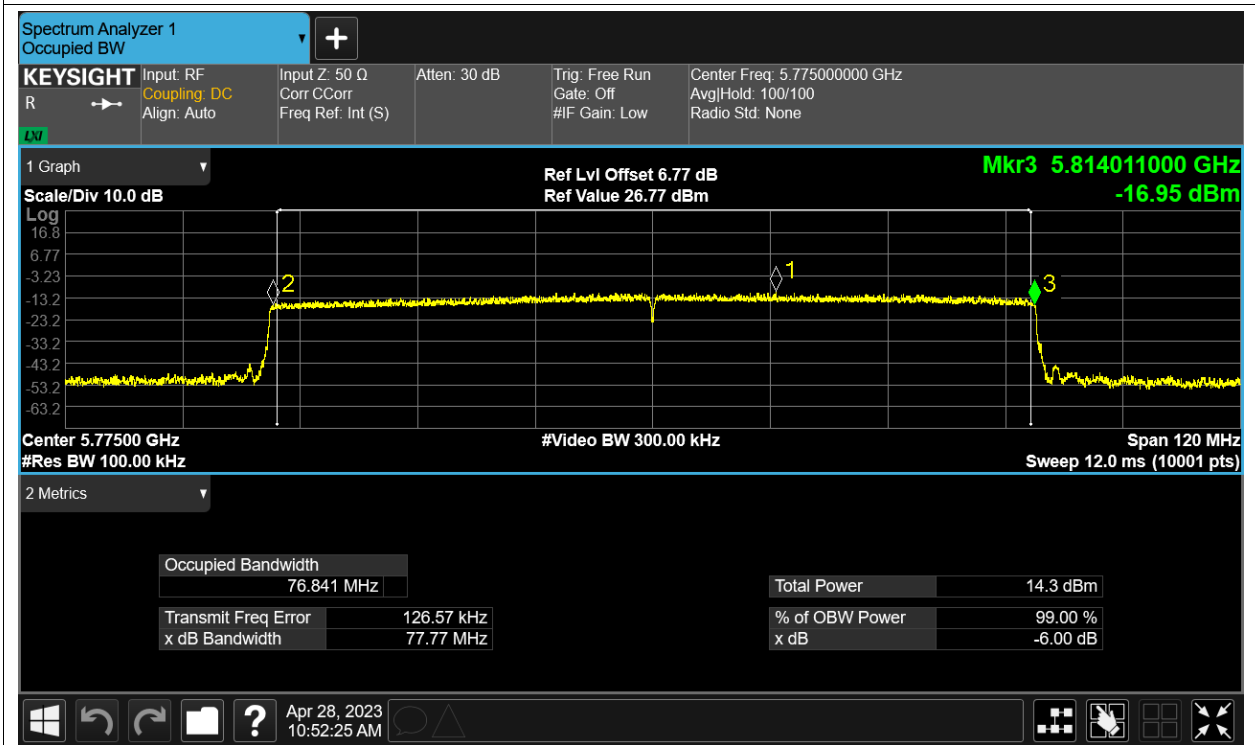 Spectrum Analyzer 1
Occupied BW
KEYSIGHT
R
LXI
Input: RF
Coupling: DC
Align: Auto
Input Z: 50 Ω
Corr CCorr
Freq Ref: Int (S)
Atten: 30 dB
Trig: Free Run
Gate: Off
#IF Gain: Low
Center Freq: 5.775000000 GHz
Avg|Hold: 100/100
Radio Std: None
1 Graph
Scale/Div 10.0 dB
Ref Lvl Offset 6.77 dB
Ref Value 26.77 dBm
Mkr3 5.814011000 GHz
-16.95 dBm
Log
16.8
6.77
-3.23
-13.2
-23.2
-33.2
-43.2
-53.2
-63.2
2
1
3
Center 5.77500 GHz
#Res BW 100.00 kHz
#Video BW 300.00 kHz
Span 120 MHz
Sweep 12.0 ms (10001 pts)
2 Metrics
Occupied Bandwidth
76.841 MHz
Transmit Freq Error 126.57 kHz
x dB Bandwidth 77.77 MHz
Total Power 14.3 dBm
% of OBW Power 99.00 %
x dB -6.00 dB
?
Apr 28, 2023
10:52:25 AM